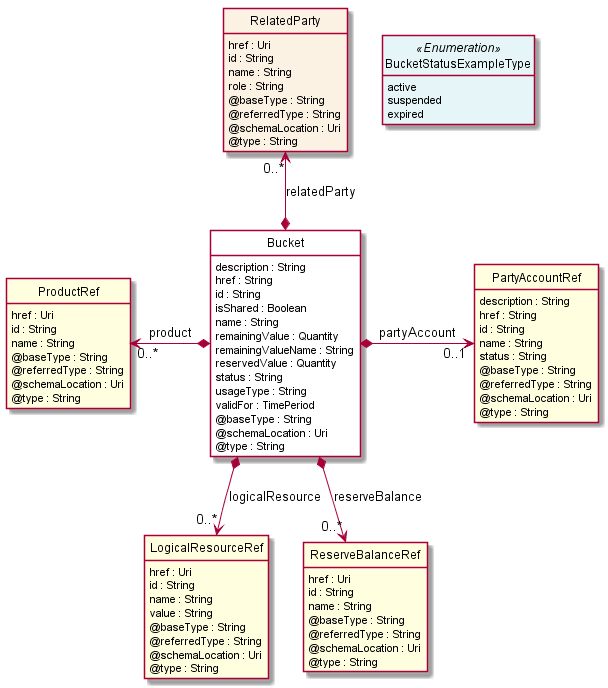 RelatedParty
href : Uri
id : String
name : String
role : String
@baseType : String
@referredType : String
@schemaLocation : Uri
@type : String
«Enumeration»
BucketStatusExampleType
active
suspended
expired
0..*
relatedParty
Bucket
description : String
href : String
id : String
isShared : Boolean
name : String
remainingValue : Quantity
remainingValueName : String
reservedValue : Quantity
status : String
usageType : String
validFor : TimePeriod
@baseType : String
@schemaLocation : Uri
@type : String
ProductRef
href : Uri
id : String
name : String
@baseType : String
@referredType : String
@schemaLocation : Uri
@type : String
product
0..*
partyAccount
0..1
PartyAccountRef
description : String
href : String
id : String
name : String
status : String
@baseType : String
@referredType : String
@schemaLocation : Uri
@type : String
logicalResource
0..*
reserveBalance
0..*
LogicalResourceRef
href : Uri
id : String
name : String
value : String
@baseType : String
@referredType : String
@schemaLocation : Uri
@type : String
ReserveBalanceRef
href : Uri
id : String
name : String
@baseType : String
@referredType : String
@schemaLocation : Uri
@type : String